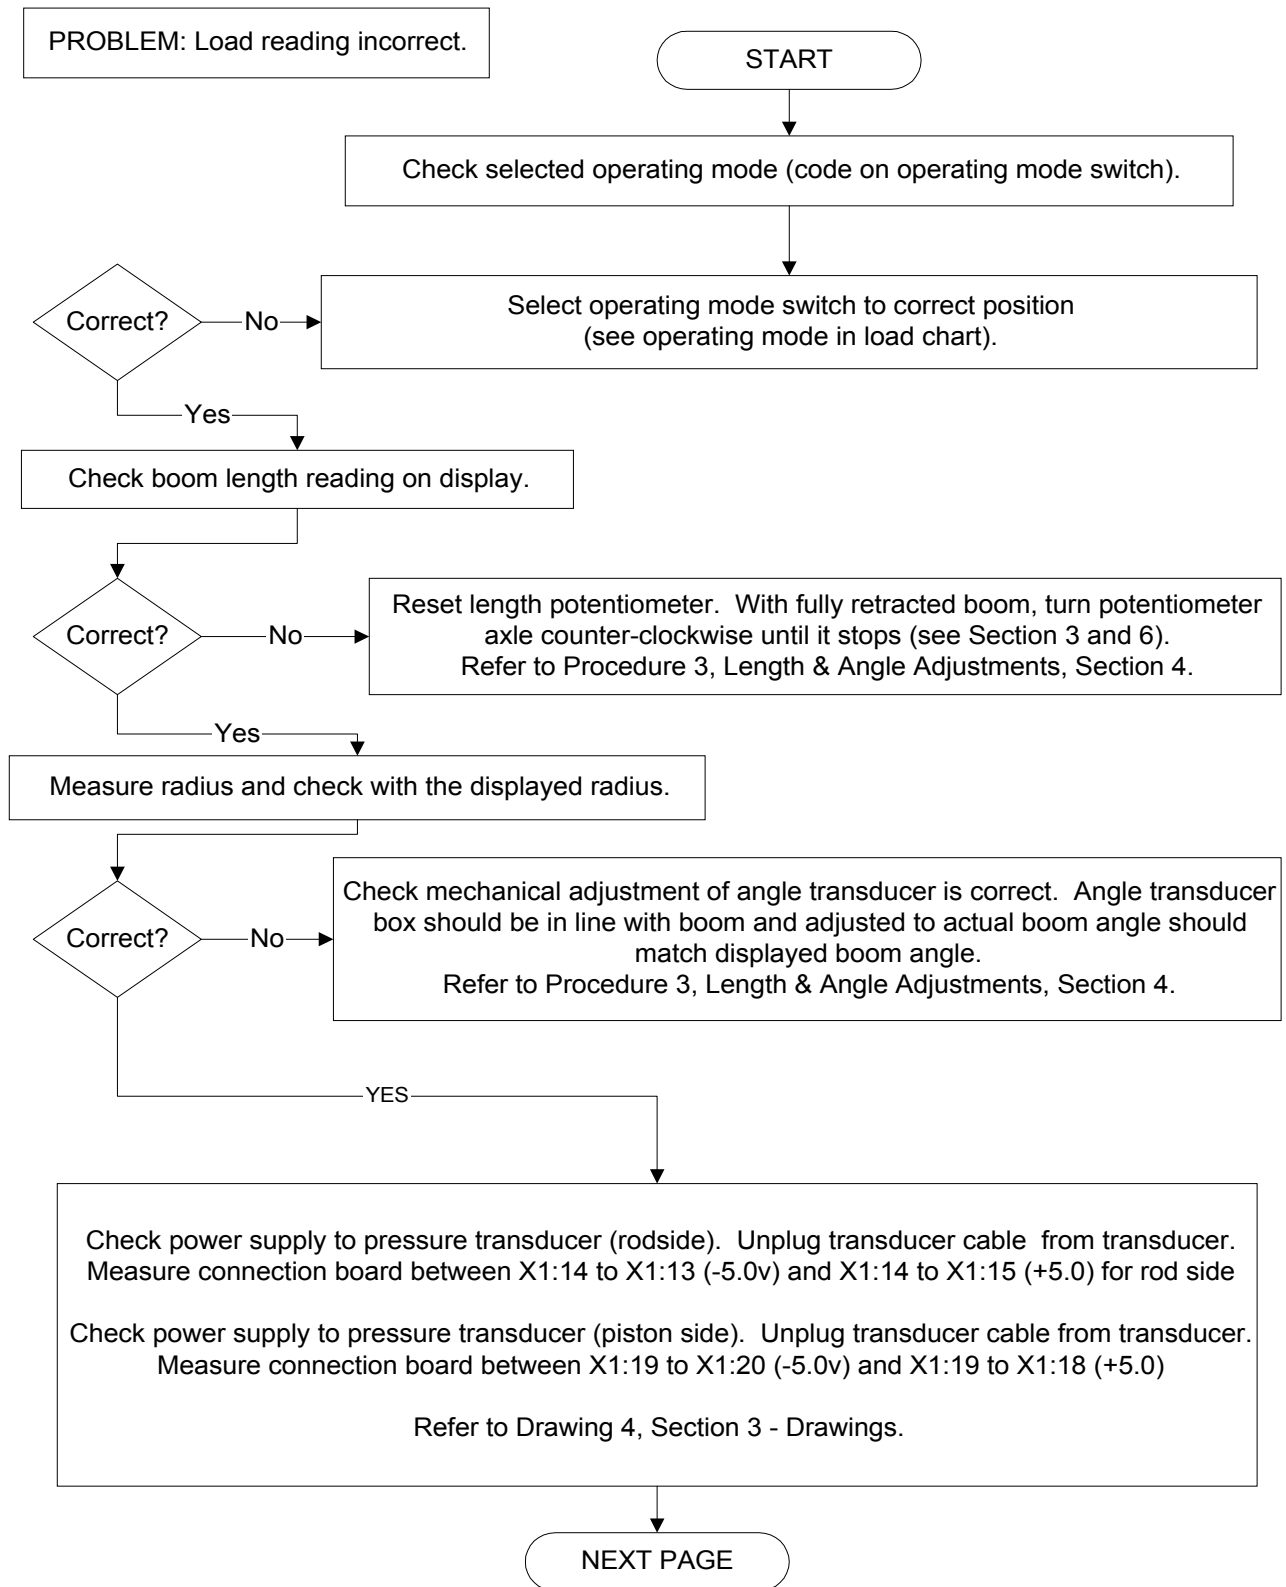 PROBLEM: Load reading incorrect.
START
Check selected operating mode (code on operating mode switch).
Correct?
No
Select operating mode switch to correct position
(see operating mode in load chart).
Yes
Check boom length reading on display.
Correct?
No
Reset length potentiometer.  With fully retracted boom, turn potentiometer
axle counter-clockwise until it stops (see Section 3 and 6).
Refer to Procedure 3, Length & Angle Adjustments, Section 4.
Yes
Measure radius and check with the displayed radius.
Correct?
No
Check mechanical adjustment of angle transducer is correct.  Angle transducer
box should be in line with boom and adjusted to actual boom angle should
match displayed boom angle.
Refer to Procedure 3, Length & Angle Adjustments, Section 4.
YES
Check power supply to pressure transducer (rodside).  Unplug transducer cable  from transducer.
Measure connection board between X1:14 to X1:13 (-5.0v) and X1:14 to X1:15 (+5.0) for rod side
Check power supply to pressure transducer (piston side).  Unplug transducer cable from transducer.
Measure connection board between X1:19 to X1:20 (-5.0v) and X1:19 to X1:18 (+5.0)
Refer to Drawing 4, Section 3 - Drawings.
NEXT PAGE